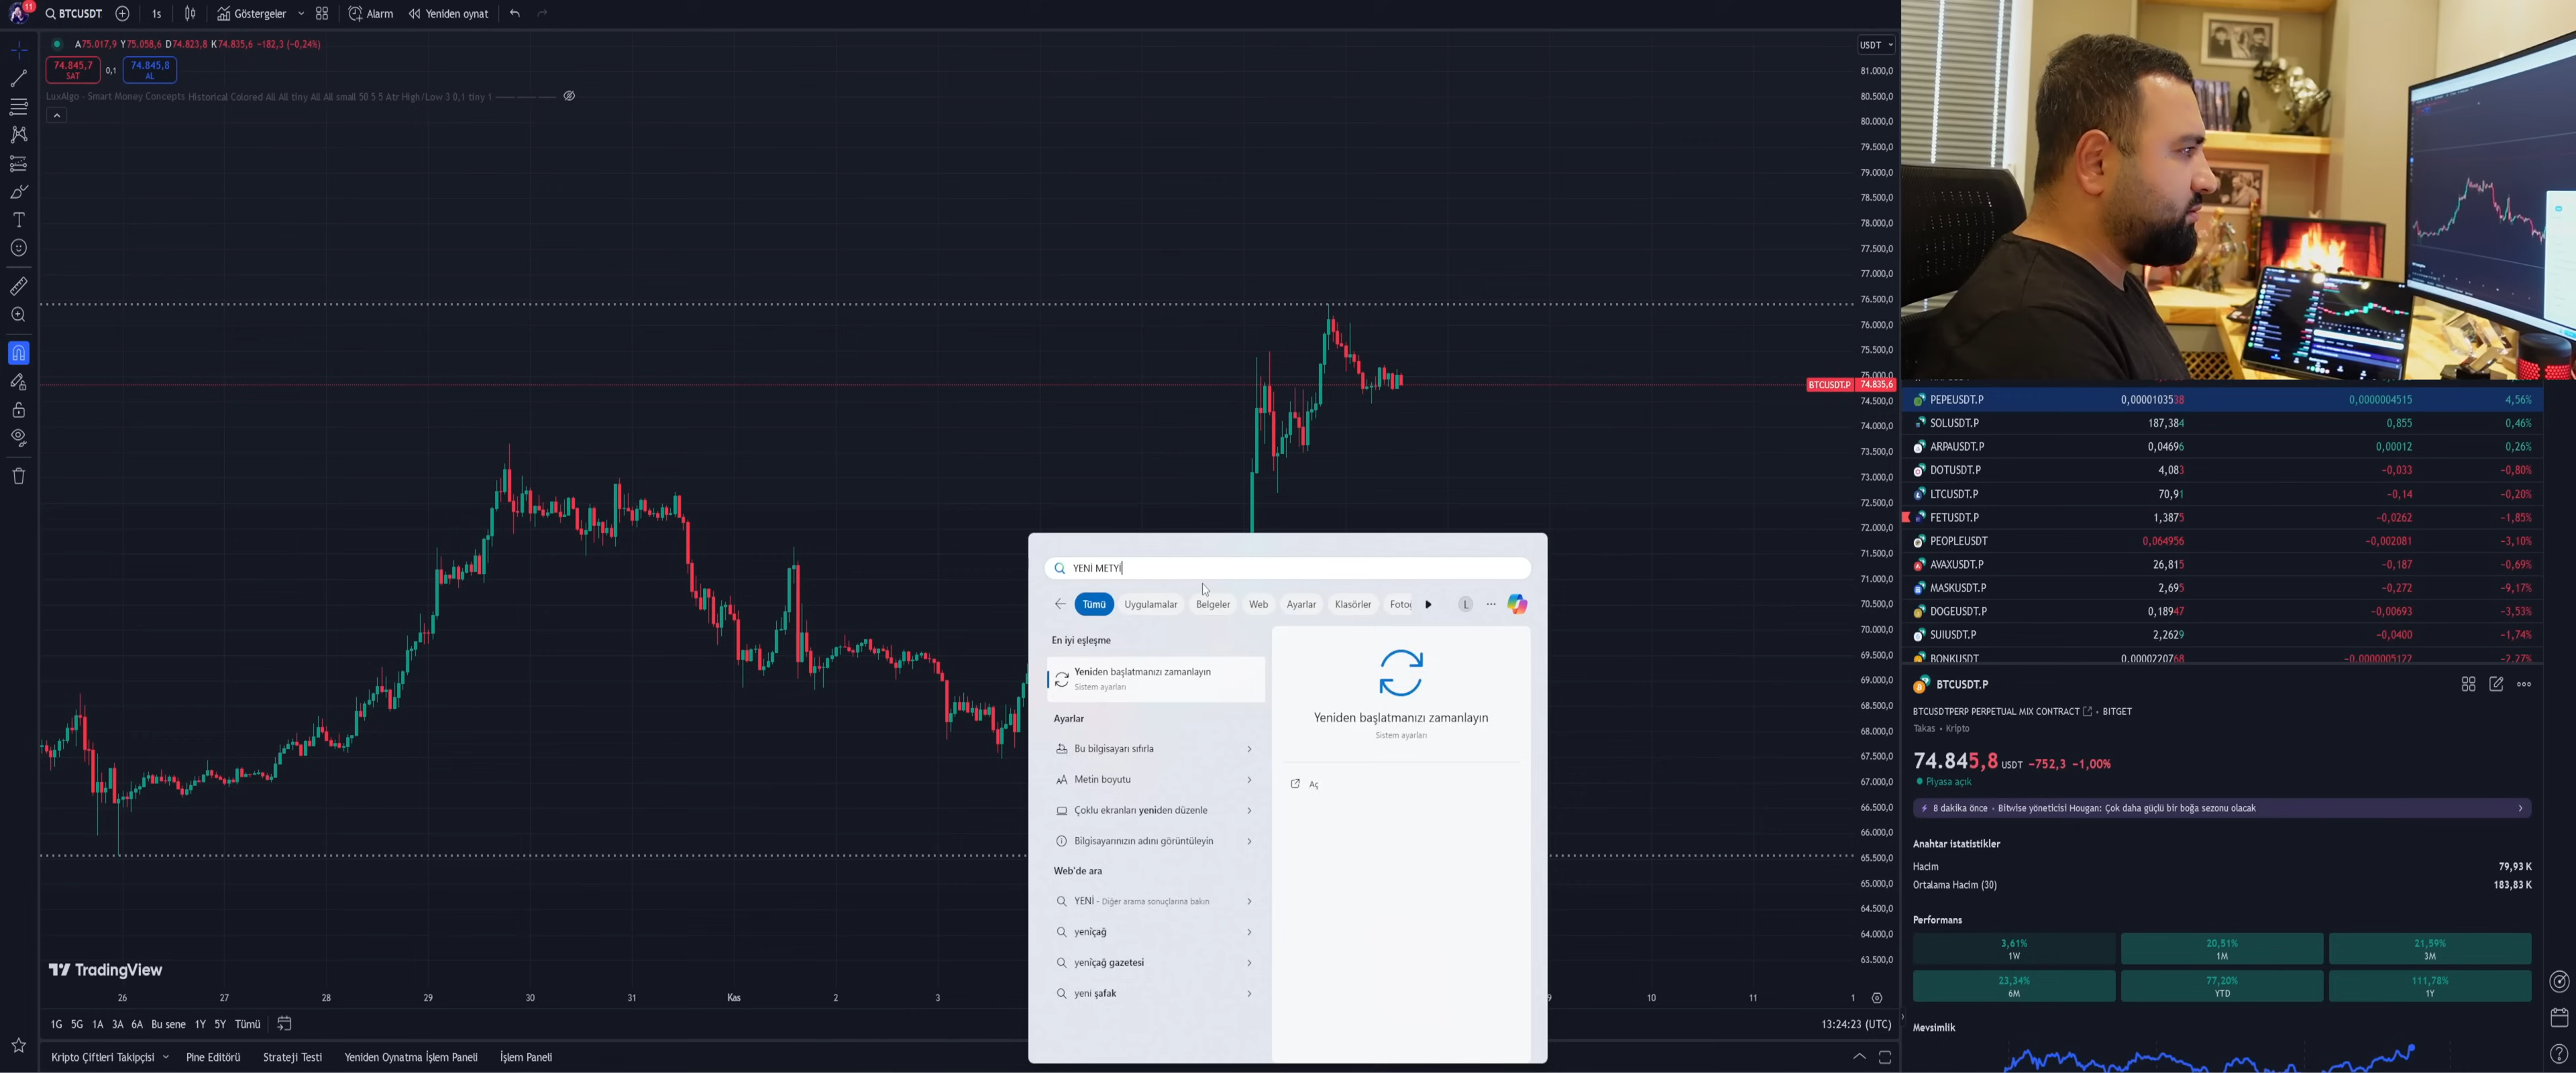 11
BTCUSDT
1s
Göstergeler
Alarm
Yeniden oynat
A75.017,9 Y75.058,6 D74.823,8 K74.835,6 −182,3 (−0,24%)
74.845,7
SAT
0,1
74.845,8
AL
LuxAlgo - Smart Money Concepts Historical Colored All All tiny All All small 50 5 5 Atr High/Low 3 0,1 tiny 1
USDT
81.000,0
80.500,0
80.000,0
79.500,0
79.000,0
78.500,0
78.000,0
77.500,0
77.000,0
76.500,0
76.000,0
75.500,0
75.000,0
BTCUSDT.P 74.835,6
74.500,0
74.000,0
73.500,0
73.000,0
72.500,0
72.000,0
71.500,0
71.000,0
70.500,0
70.000,0
69.500,0
69.000,0
68.500,0
68.000,0
67.500,0
67.000,0
66.500,0
66.000,0
65.500,0
65.000,0
64.500,0
64.000,0
63.500,0
YENİ METYİ
Tümü
Uygulamalar
Belgeler
Web
Ayarlar
Klasörler
L
En iyi eşleşme
Yeniden başlatmanızı zamanlayın
Sistem ayarları
Ayarlar
Bu bilgisayarı sıfırla
Metin boyutu
Çoklu ekranları yeniden düzenle
Bilgisayarınızın adını görüntüleyin
Web'de ara
YENİ - Diğer arama sonuçlarına bakın
yeniçağ
yeniçağ gazetesi
yeni şafak
Yeniden başlatmanızı zamanlayın
Sistem ayarları
Aç
TradingView
26 27 28 29 30 31 Kas 2 3 9 10 11 1
1G 5G 1A 3A 6A Bu sene 1Y 5Y Tümü
13:24:23 (UTC)
Kripto Çiftleri Takipçisi
Pine Editörü
Strateji Testi
Yeniden Oynatma İşlem Paneli
İşlem Paneli
PEPEUSDT.P 0,0000103538 0,0000004515 4,56%
SOLUSDT.P 187,384 0,855 0,46%
ARPAUSDT.P 0,04696 0,00012 0,26%
DOTUSDT.P 4,083 −0,033 −0,80%
LTCUSDT.P 70,91 −0,14 −0,20%
FETUSDT.P 1,3875 −0,0262 −1,85%
PEOPLEUSDT 0,064956 −0,002081 −3,10%
AVAXUSDT.P 26,815 −0,187 −0,69%
MASKUSDT.P 2,695 −0,272 −9,17%
DOGEUSDT.P 0,18947 −0,00693 −3,53%
SUIUSDT.P 2,2629 −0,0400 −1,74%
BONKUSDT 0,0000220768 −0,0000005122 −2,27%
BTCUSDT.P
BTCUSDTPERP PERPETUAL MIX CONTRACT • BITGET
Takas • Kripto
74.845,8 USDT −752,3 −1,00%
Piyasa açık
8 dakika önce • Bitwise yöneticisi Hougan: Çok daha güçlü bir boğa sezonu olacak
Anahtar istatistikler
Hacim 79,93 K
Ortalama Hacim (30) 183,83 K
Performans
3,61% 20,51% 21,59%
1W 1M 3M
23,34% 77,20% 111,78%
6M YTD 1Y
Mevsimlik